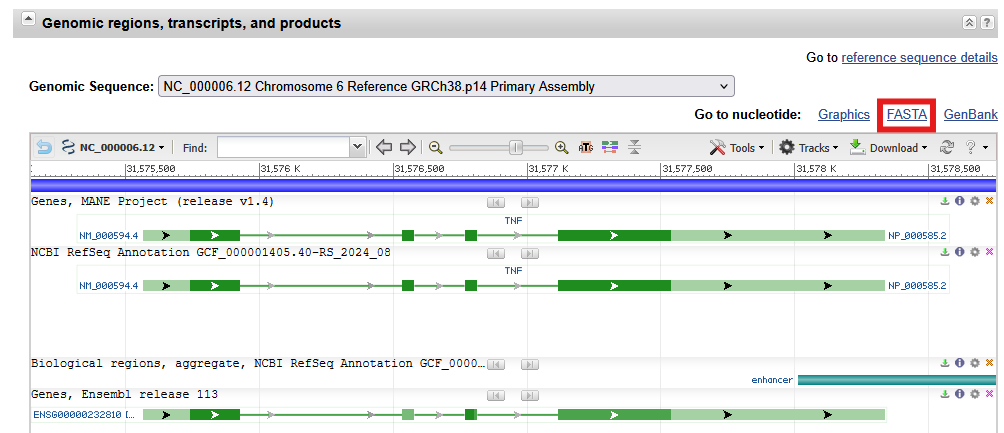 Genomic regions, transcripts, and products
?
Go to reference sequence details
Genomic Sequence: NC_000006.12 Chromosome 6 Reference GRCh38.p14 Primary Assembly
Go to nucleotide: Graphics FASTA GenBank
NC_000006.12 Find: ATG Tools Tracks Download ?
31,575,500 31,576 K 31,576,500 31,577 K 31,577,500 31,578 K 31,578,500
Genes, MANE Project (release v1.4)
TNF
NM_000594.4 NP_000585.2
NCBI RefSeq Annotation GCF_000001405.40-RS_2024_08
TNF
NM_000594.4 NP_000585.2
Biological regions, aggregate, NCBI RefSeq Annotation GCF_0000...
enhancer
Genes, Ensembl release 113
ENSG00000232810 [...